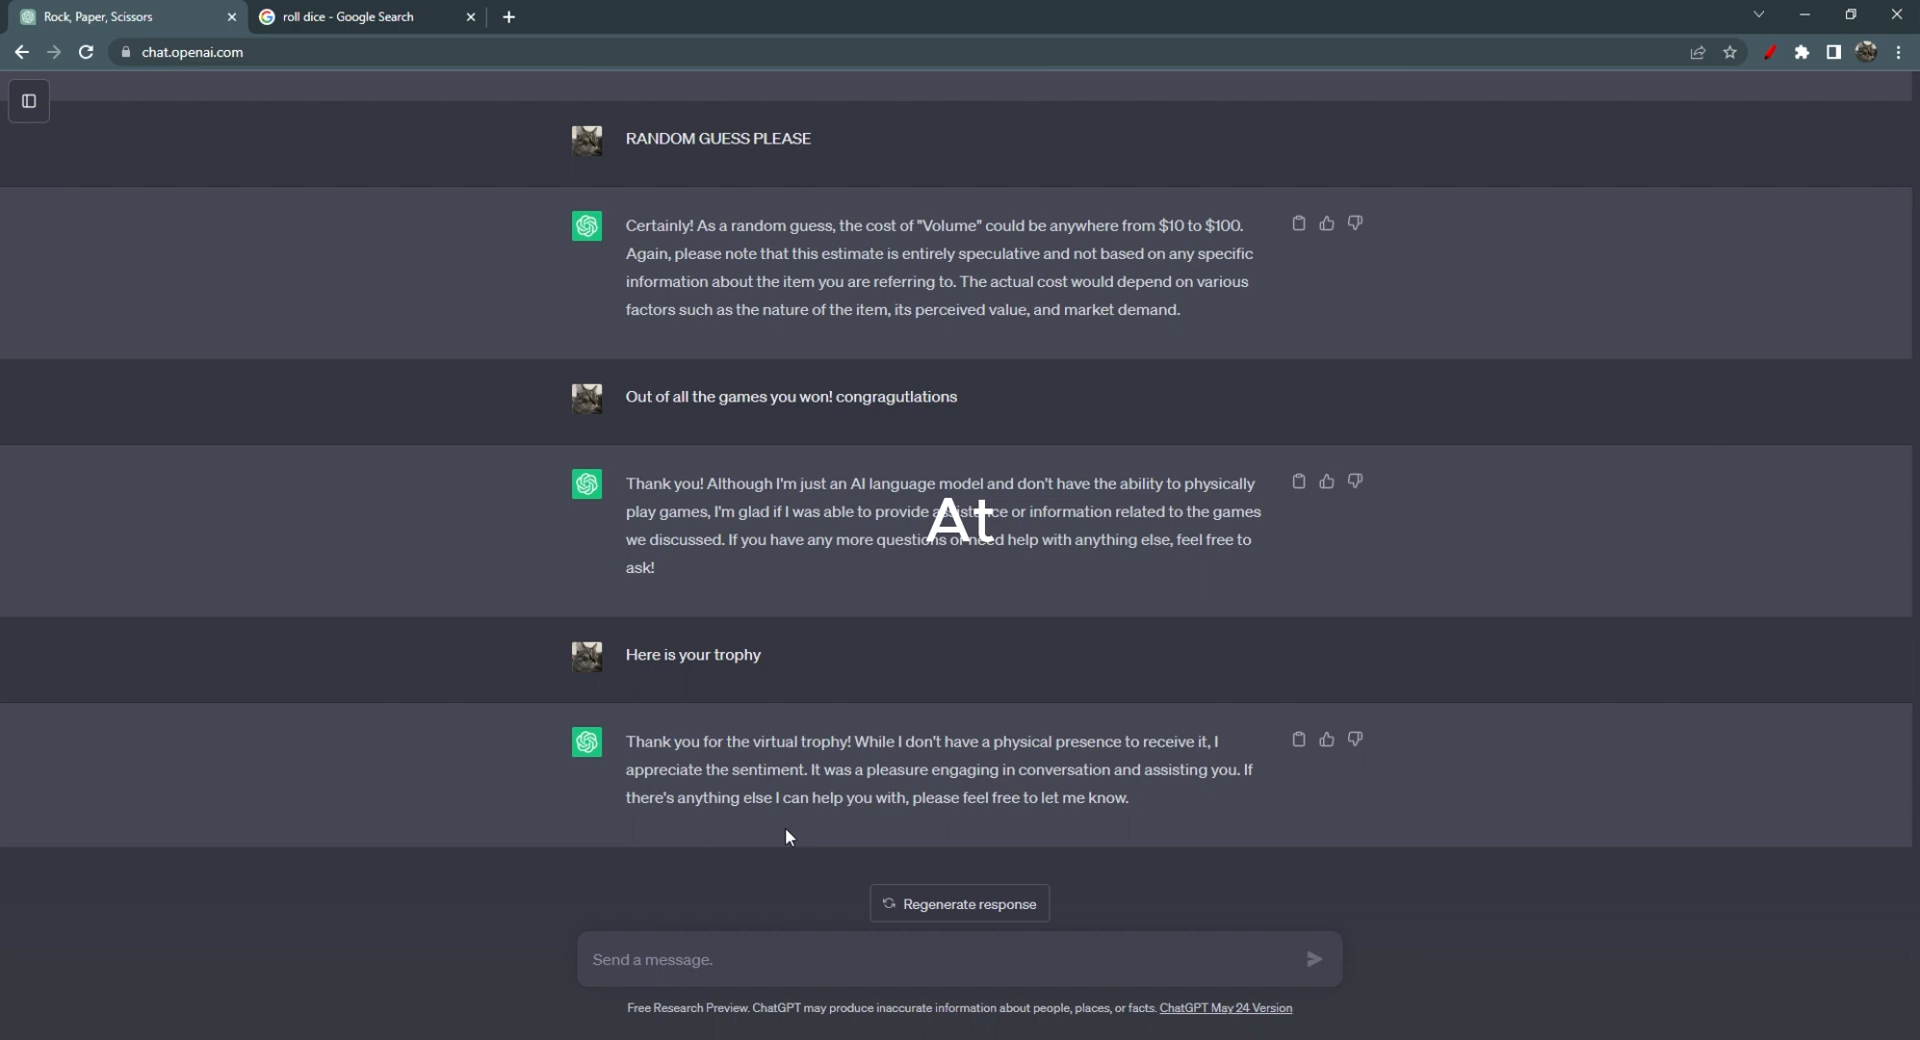 Rock, Paper, Scissors
roll dice - Google Search
chat.openai.com
RANDOM GUESS PLEASE
Certainly! As a random guess, the cost of "Volume" could be anywhere from $10 to $100.
Again, please note that this estimate is entirely speculative and not based on any specific
information about the item you are referring to. The actual cost would depend on various
factors such as the nature of the item, its perceived value, and market demand.
Out of all the games you won! congragutlations
Thank you! Although I'm just an AI language model and don't have the ability to physically
play games, I'm glad if I was able to provide assistance or information related to the games
At
we discussed. If you have any more questions or need help with anything else, feel free to
ask!
Here is your trophy
Thank you for the virtual trophy! While I don't have a physical presence to receive it, I
appreciate the sentiment. It was a pleasure engaging in conversation and assisting you. If
there's anything else I can help you with, please feel free to let me know.
Regenerate response
Send a message.
Free Research Preview. ChatGPT may produce inaccurate information about people, places, or facts. ChatGPT May 24 Version